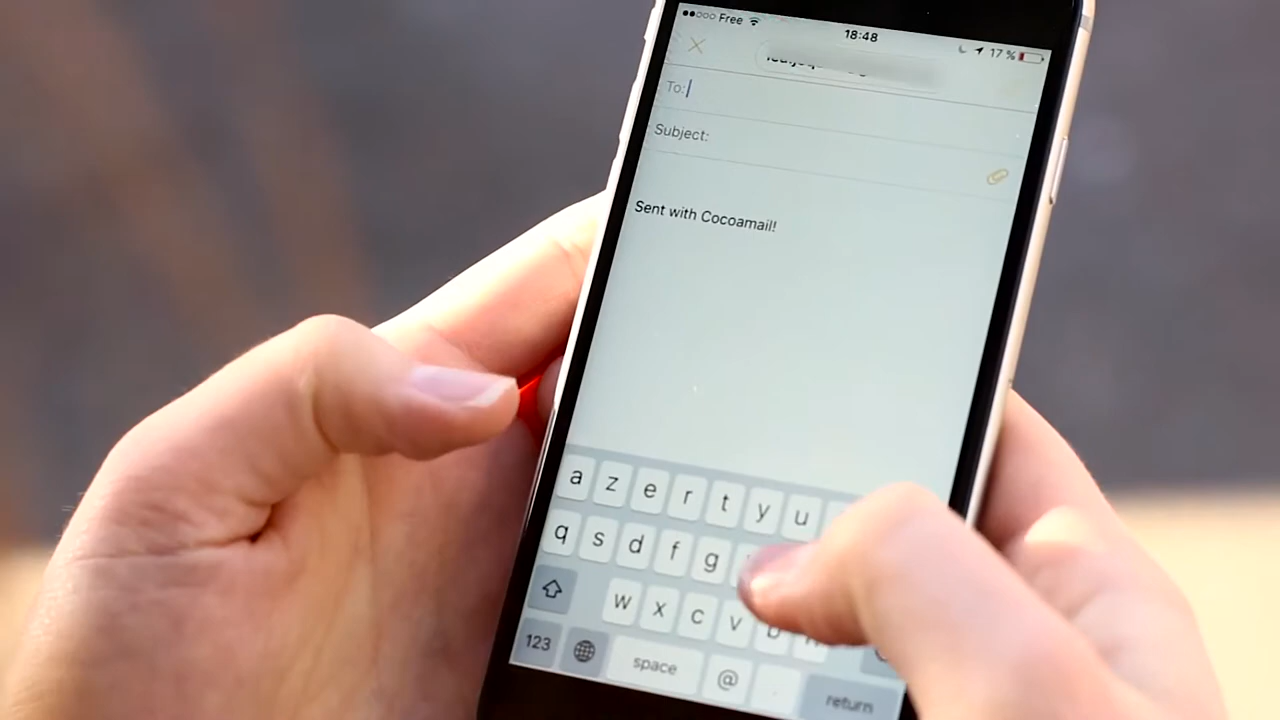 Free 18:48 17 %
To:
Subject:
Sent with Cocoamail!
a z e r t y u
q s d f g
w x c v b
123 space @ . return